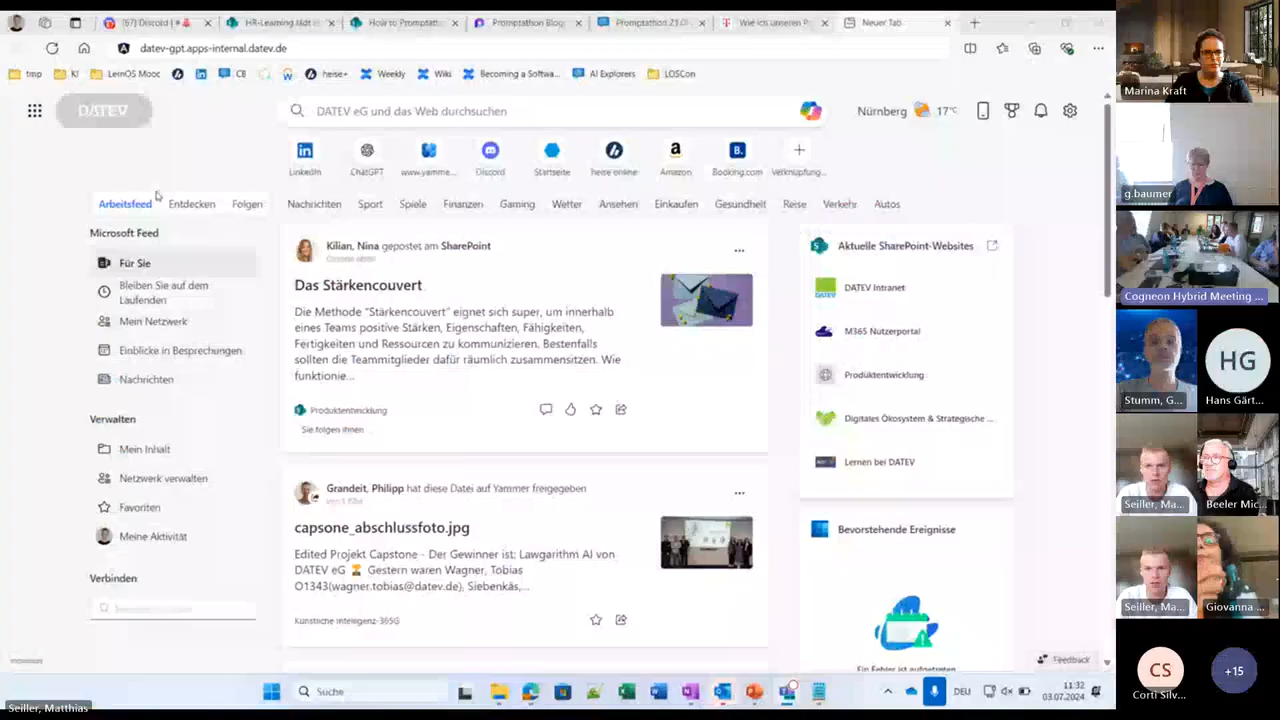 (67) Discord |
HR-Learning lädt e
How to Promptath
Promptathon Blog
Promptathon 21.0
Wie ich unseren P
Neuer Tab
datev-gpt.apps-internal.datev.de
tmp
KI
LernOS Mooc
CB
heise+
Weekly
Wiki
Becoming a Softwa...
AI Explorers
LOSCon
DATEV
DATEV eG und das Web durchsuchen
Nürnberg
17°C
LinkedIn
ChatGPT
www.yamme...
Discord
Startseite
heise online
Amazon
Booking.com
Verknüpfung...
Arbeitsfeed
Entdecken
Folgen
Nachrichten
Sport
Spiele
Finanzen
Gaming
Wetter
Ansehen
Einkaufen
Gesundheit
Reise
Verkehr
Autos
Microsoft Feed
Für Sie
Bleiben Sie auf dem
Laufenden
Mein Netzwerk
Einblicke in Besprechungen
Nachrichten
Verwalten
Mein Inhalt
Netzwerk verwalten
Favoriten
Meine Aktivität
Verbinden
Kilian, Nina gepostet am SharePoint
Das Stärkencouvert
Die Methode "Stärkencouvert" eignet sich super, um innerhalb
eines Teams positive Stärken, Eigenschaften, Fähigkeiten,
Fertigkeiten und Ressourcen zu kommunizieren. Bestenfalls
sollten die Teammitglieder dafür räumlich zusammensitzen. Wie
funktionie...
Produktentwicklung
Sie folgen ihnen
Grandeit, Philipp hat diese Datei auf Yammer freigegeben
capsone_abschlussfoto.jpg
Edited Projekt Capstone - Der Gewinner ist: Lawgarithm AI von
DATEV eG Gestern waren Wagner, Tobias
O1343(wagner.tobias@datev.de), Siebenkäs,...
Künstliche Intelligenz-365G
Aktuelle SharePoint-Websites
DATEV Intranet
M365 Nutzerportal
Produktentwicklung
Digitales Ökosystem & Strategische ...
Lernen bei DATEV
Bevorstehende Ereignisse
Ein Fehler ist aufgetreten
Feedback
Suche
DEU
11:32
03.07.2024
Seiller, Matthias
Marina Kraft
g.baumer
Cogneon Hybrid Meeting ...
Stumm, G...
HG
Hans Gärt...
Seiller, Ma...
Beeler Mic...
Seiller, Ma...
Giovanna ...
CS
Corti Silv...
+15